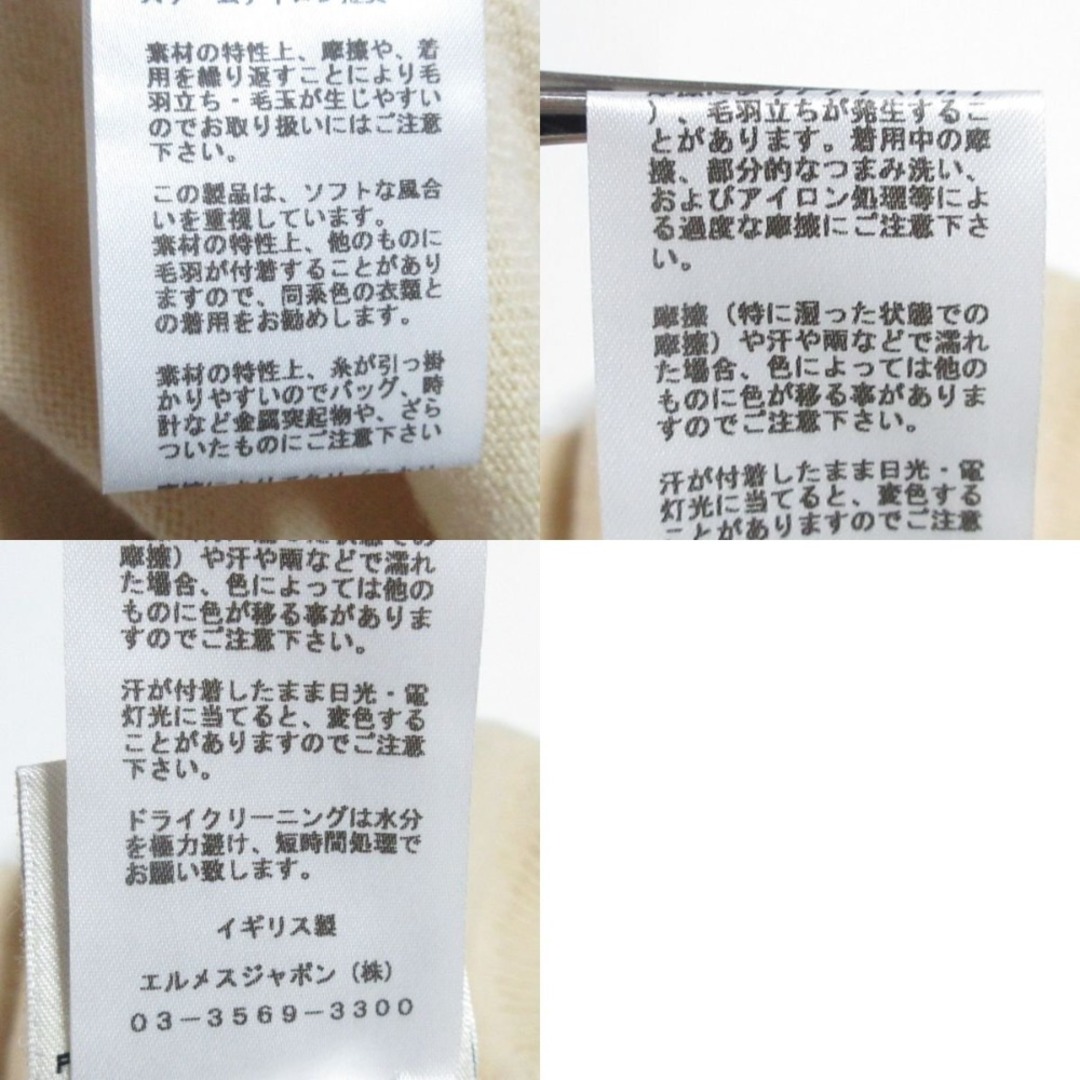 素材の特性上、摩擦や、着
用を繰り返すことにより毛
羽立ち・毛玉が生じやすい
のでお取り扱いにはご注意
下さい。
この製品は、ソフトな風合
いを重視しています。
素材の特性上、他のものに
毛羽が付着することがあり
ますので、同系色の衣類と
の着用をお勧めします。
素材の特性上、糸が引っ掛
かりやすいのでバッグ、時
計など金属突起物や、ざら
ついたものにご注意下さい
）、毛羽立ちが発生するこ
とがあります。着用中の摩
擦、部分的なつまみ洗い、
およびアイロン処理等によ
る過度な摩擦にご注意下さ
い。
摩擦（特に湿った状態での
摩擦）や汗や雨などで濡れ
た場合、色によっては他の
ものに色が移る事がありま
すのでご注意下さい。
汗が付着したまま日光・電
灯光に当てると、変色する
ことがありますのでご注意
摩擦）や汗や雨などで濡れ
た場合、色によっては他の
ものに色が移る事がありま
すのでご注意下さい。
汗が付着したまま日光・電
灯光に当てると、変色する
ことがありますのでご注意
下さい。
ドライクリーニングは水分
を極力避け、短時間処理で
お願い致します。
イギリス製
エルメスジャポン（株）
０３－３５６９－３３００